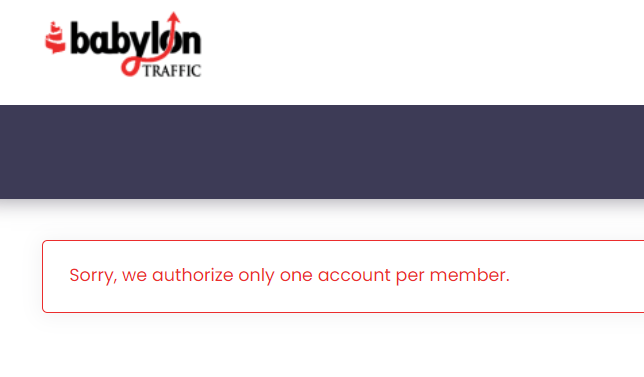 babylon
TRAFFIC
Sorry, we authorize only one account per member.